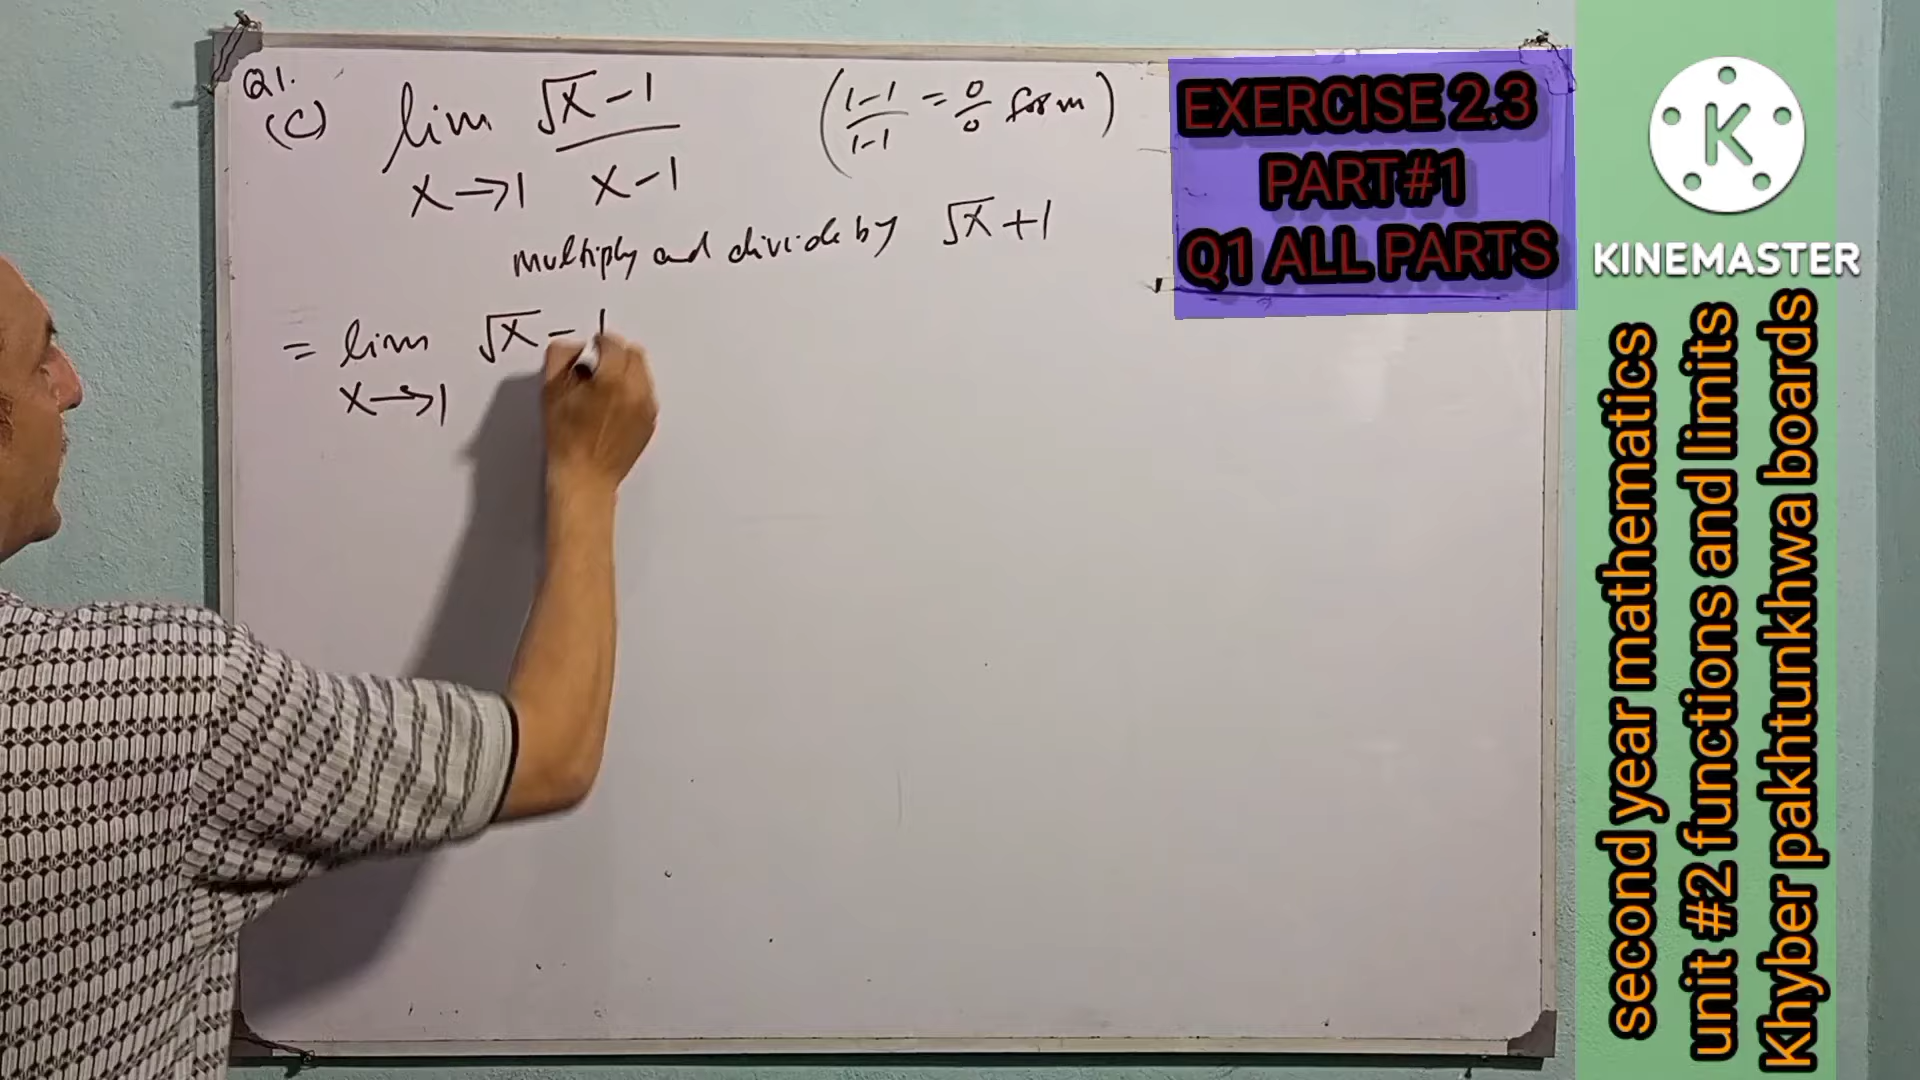 Q1.
(C) lim √x - 1 / x - 1 (1-1 / 1-1 = 0/0 form)
x → 1
multiply and divide by √x + 1
= lim √x - 1
x → 1
EXERCISE 2.3
PART#1
Q1 ALL PARTS
K
KINEMASTER
second year mathematics
unit #2 functions and limits
Khyber pakhtunkhwa boards